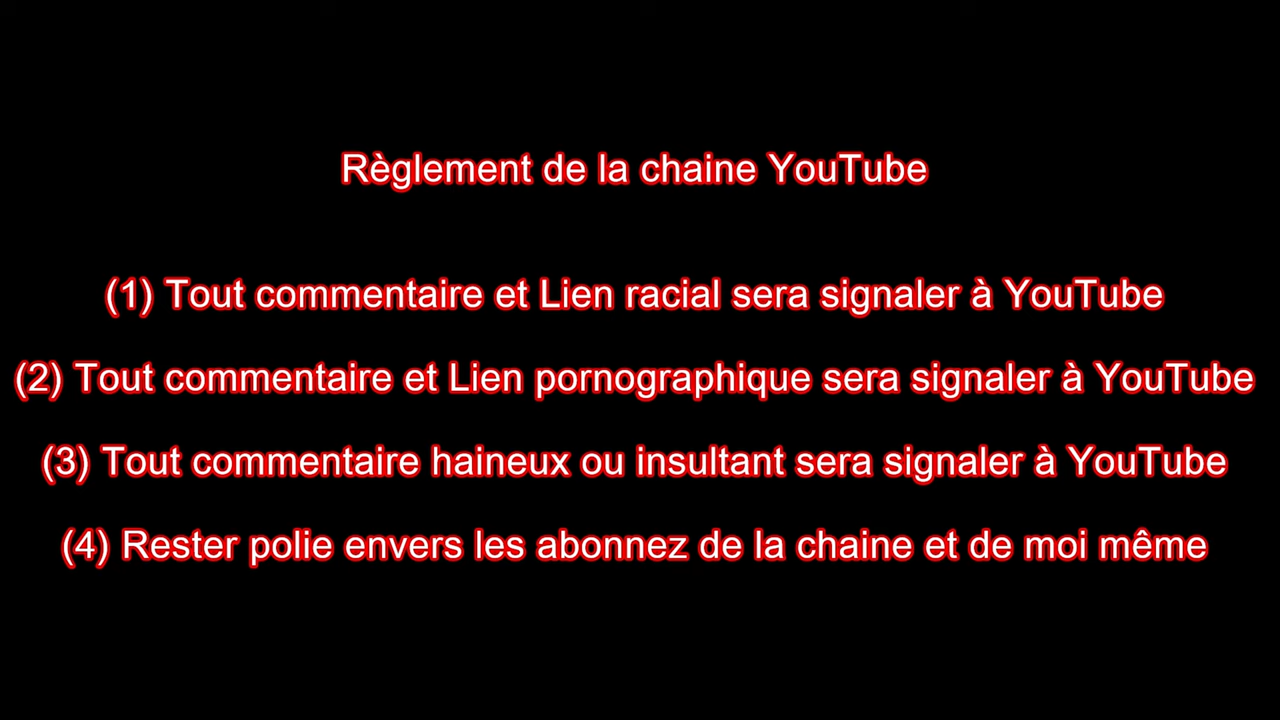 Règlement de la chaine YouTube
(1) Tout commentaire et Lien racial sera signaler à YouTube
(2) Tout commentaire et Lien pornographique sera signaler à YouTube
(3) Tout commentaire haineux ou insultant sera signaler à YouTube
(4) Rester polie envers les abonnez de la chaine et de moi même